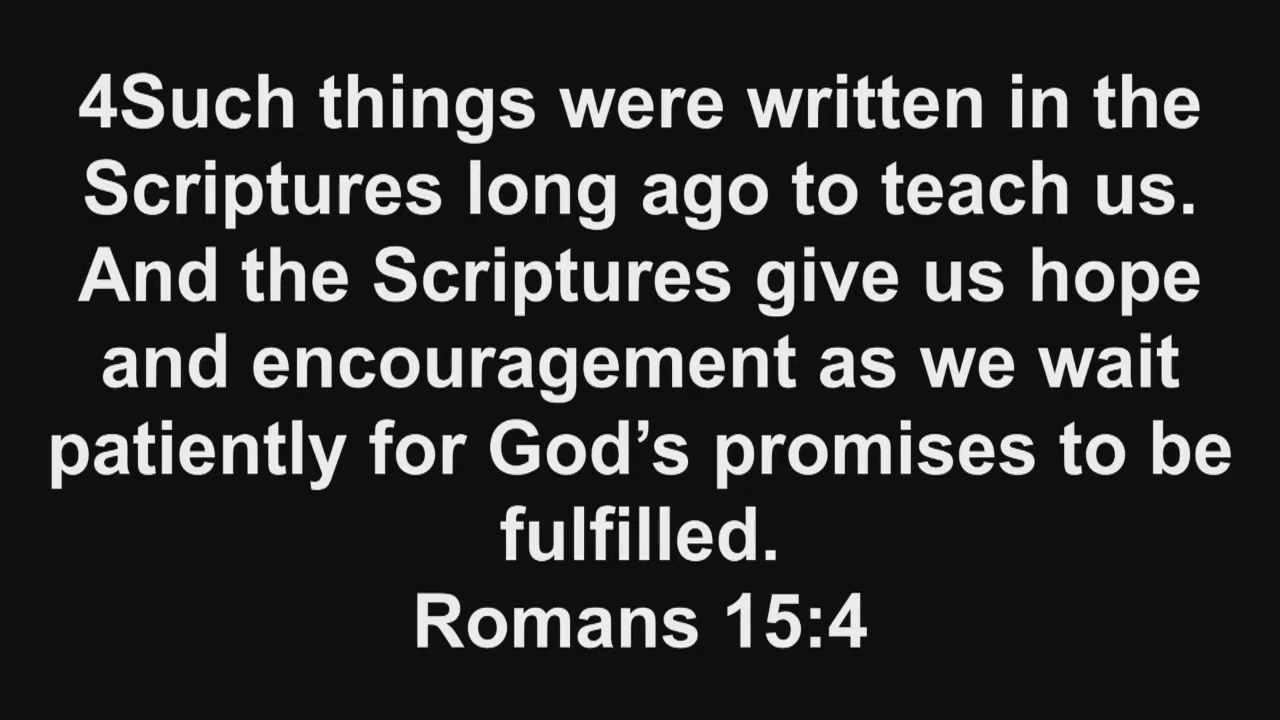 4Such things were written in the
Scriptures long ago to teach us.
And the Scriptures give us hope
and encouragement as we wait
patiently for God’s promises to be
fulfilled.
Romans 15:4